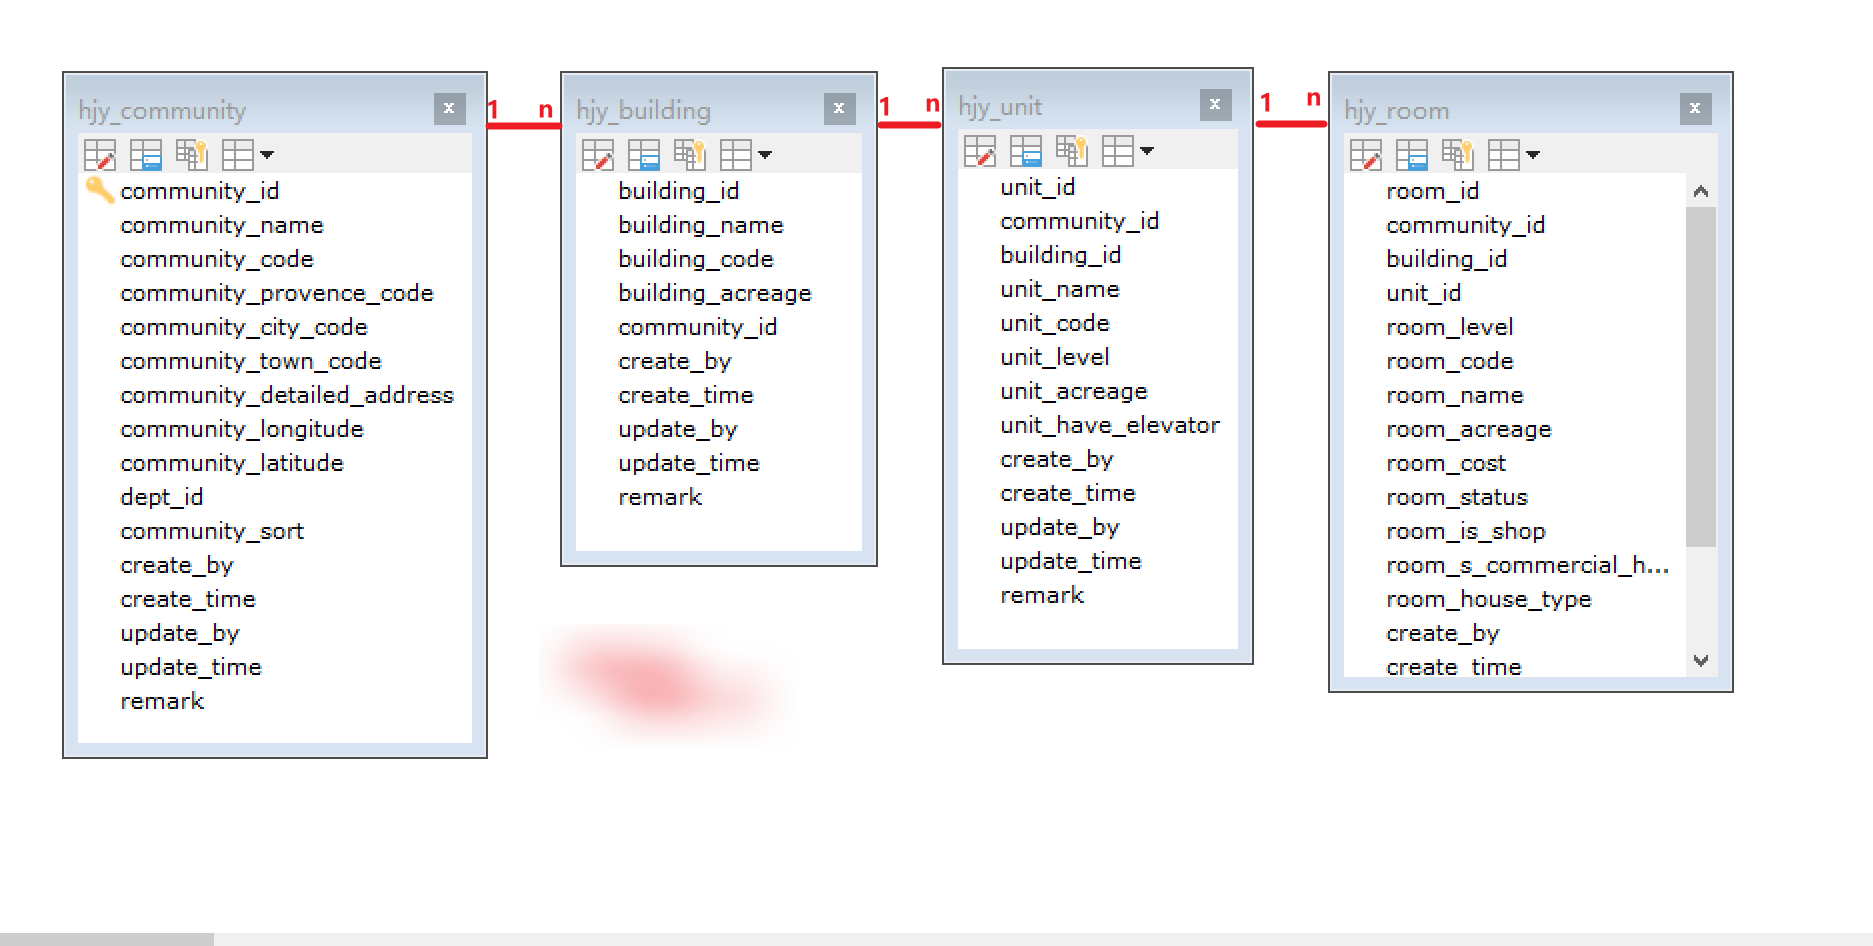 hjy_community
x
community_id
community_name
community_code
community_provence_code
community_city_code
community_town_code
community_detailed_address
community_longitude
community_latitude
dept_id
community_sort
create_by
create_time
update_by
update_time
remark
1 n
hjy_building
x
building_id
building_name
building_code
building_acreage
community_id
create_by
create_time
update_by
update_time
remark
1 n
hjy_unit
x
unit_id
community_id
building_id
unit_name
unit_code
unit_level
unit_acreage
unit_have_elevator
create_by
create_time
update_by
update_time
remark
1 n
hjy_room
x
room_id
community_id
building_id
unit_id
room_level
room_code
room_name
room_acreage
room_cost
room_status
room_is_shop
room_s_commercial_h...
room_house_type
create_by
create_time